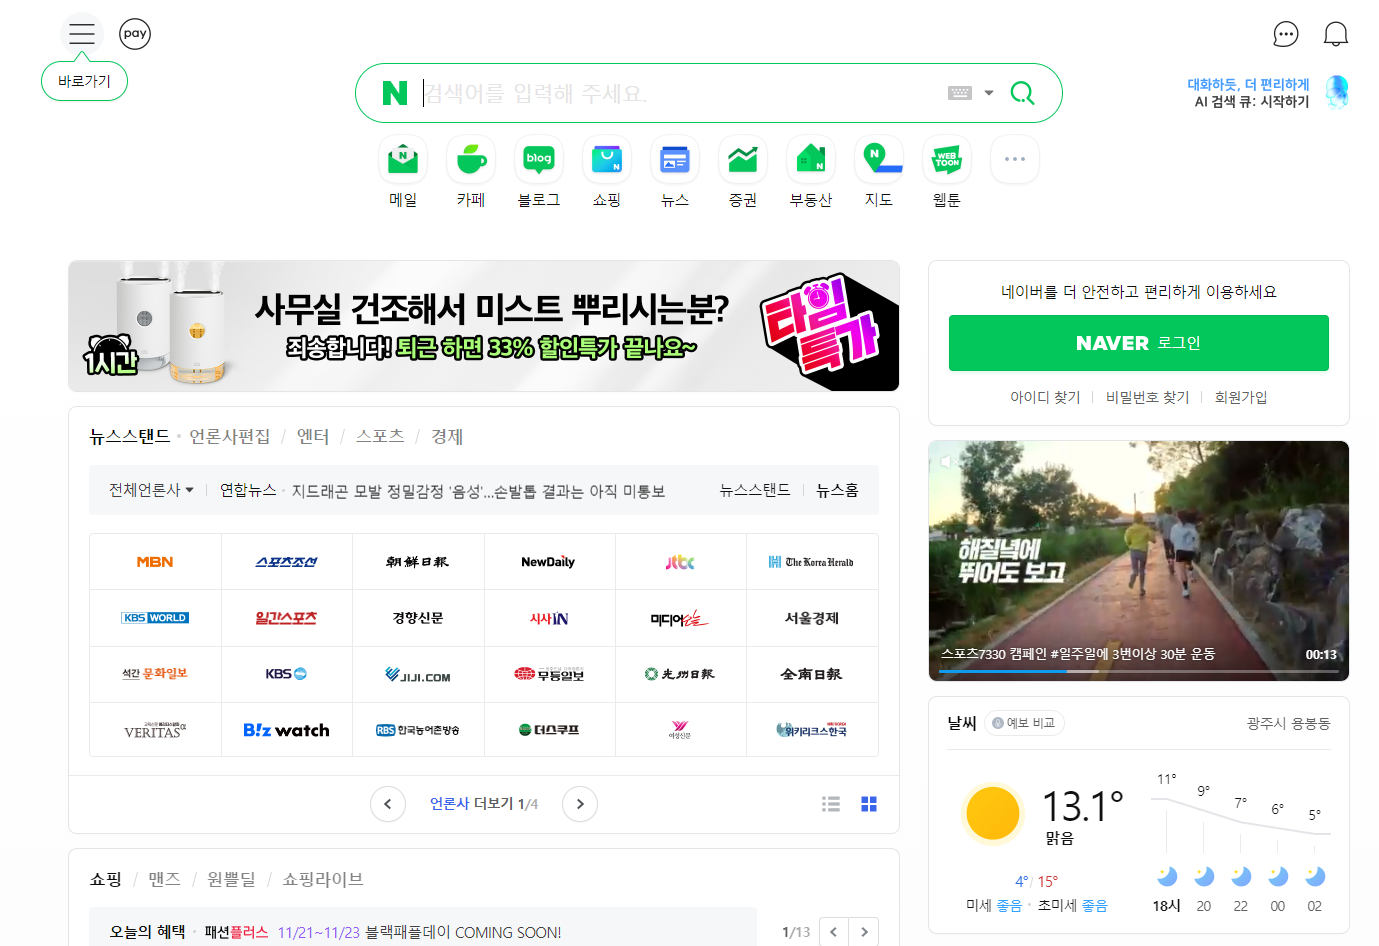 pay
바로가기
N 검색어를 입력해 주세요.
대화하듯, 더 편리하게
AI 검색 큐: 시작하기
메일 카페 블로그 쇼핑 뉴스 증권 부동산 지도 웹툰
N blog N N N WEB TOON
사무실 건조해서 미스트 뿌리시는분?
죄송합니다! 퇴근 하면 33% 할인특가 끝나요~
1시간
타임특가
네이버를 더 안전하고 편리하게 이용하세요
NAVER 로그인
아이디 찾기 비밀번호 찾기 회원가입
뉴스스탠드 · 언론사편집 / 엔터 / 스포츠 / 경제
전체언론사 연합뉴스 · 지드래곤 모발 정밀감정 '음성'...손발톱 결과는 아직 미통보 뉴스스탠드 뉴스홈
MBN 스포츠조선 朝鮮日報 NewDaily jtbc The Korea Herald
KBS WORLD 일간스포츠 경향신문 시사IN 미디어오늘 서울경제
석간 문화일보 KBS JIJI.COM 무등일보 光州日報 全南日報
VERITAS α B!z watch RBS 한국농어촌방송 더스쿠프 여성신문 위키리크스한국
언론사 더보기 1/4
해질녘에
뛰어도 보고
스포츠7330 캠페인 #일주일에 3번이상 30분 운동 00:13
날씨 예보 비교 광주시 용봉동
13.1°
맑음
4° / 15°
미세 좋음 · 초미세 좋음
11° 9° 7° 6° 5°
18시 20 22 00 02
쇼핑 / 맨즈 / 원쁠딜 / 쇼핑라이브
오늘의 혜택 · 패션플러스 11/21~11/23 블랙패플데이 COMING SOON!
1/13